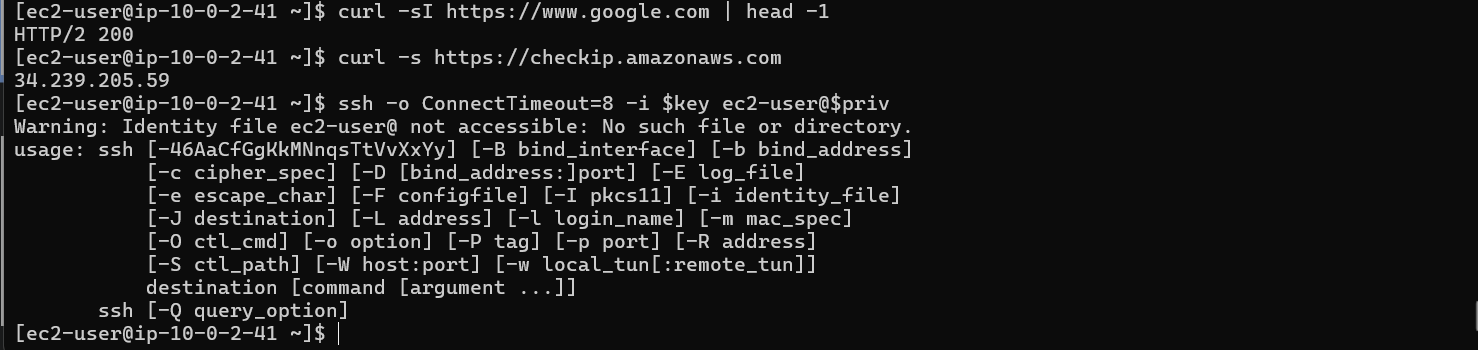 [ec2-user@ip-10-0-2-41 ~]$ curl -sI https://www.google.com | head -1
HTTP/2 200
[ec2-user@ip-10-0-2-41 ~]$ curl -s https://checkip.amazonaws.com
34.239.205.59
[ec2-user@ip-10-0-2-41 ~]$ ssh -o ConnectTimeout=8 -i $key ec2-user@$priv
Warning: Identity file ec2-user@ not accessible: No such file or directory.
usage: ssh [-46AaCfGgKkMNnqsTtVvXxYy] [-B bind_interface] [-b bind_address]
           [-c cipher_spec] [-D [bind_address:]port] [-E log_file]
           [-e escape_char] [-F configfile] [-I pkcs11] [-i identity_file]
           [-J destination] [-L address] [-l login_name] [-m mac_spec]
           [-O ctl_cmd] [-o option] [-P tag] [-p port] [-R address]
           [-S ctl_path] [-W host:port] [-w local_tun[:remote_tun]]
           destination [command [argument ...]]
       ssh [-Q query_option]
[ec2-user@ip-10-0-2-41 ~]$